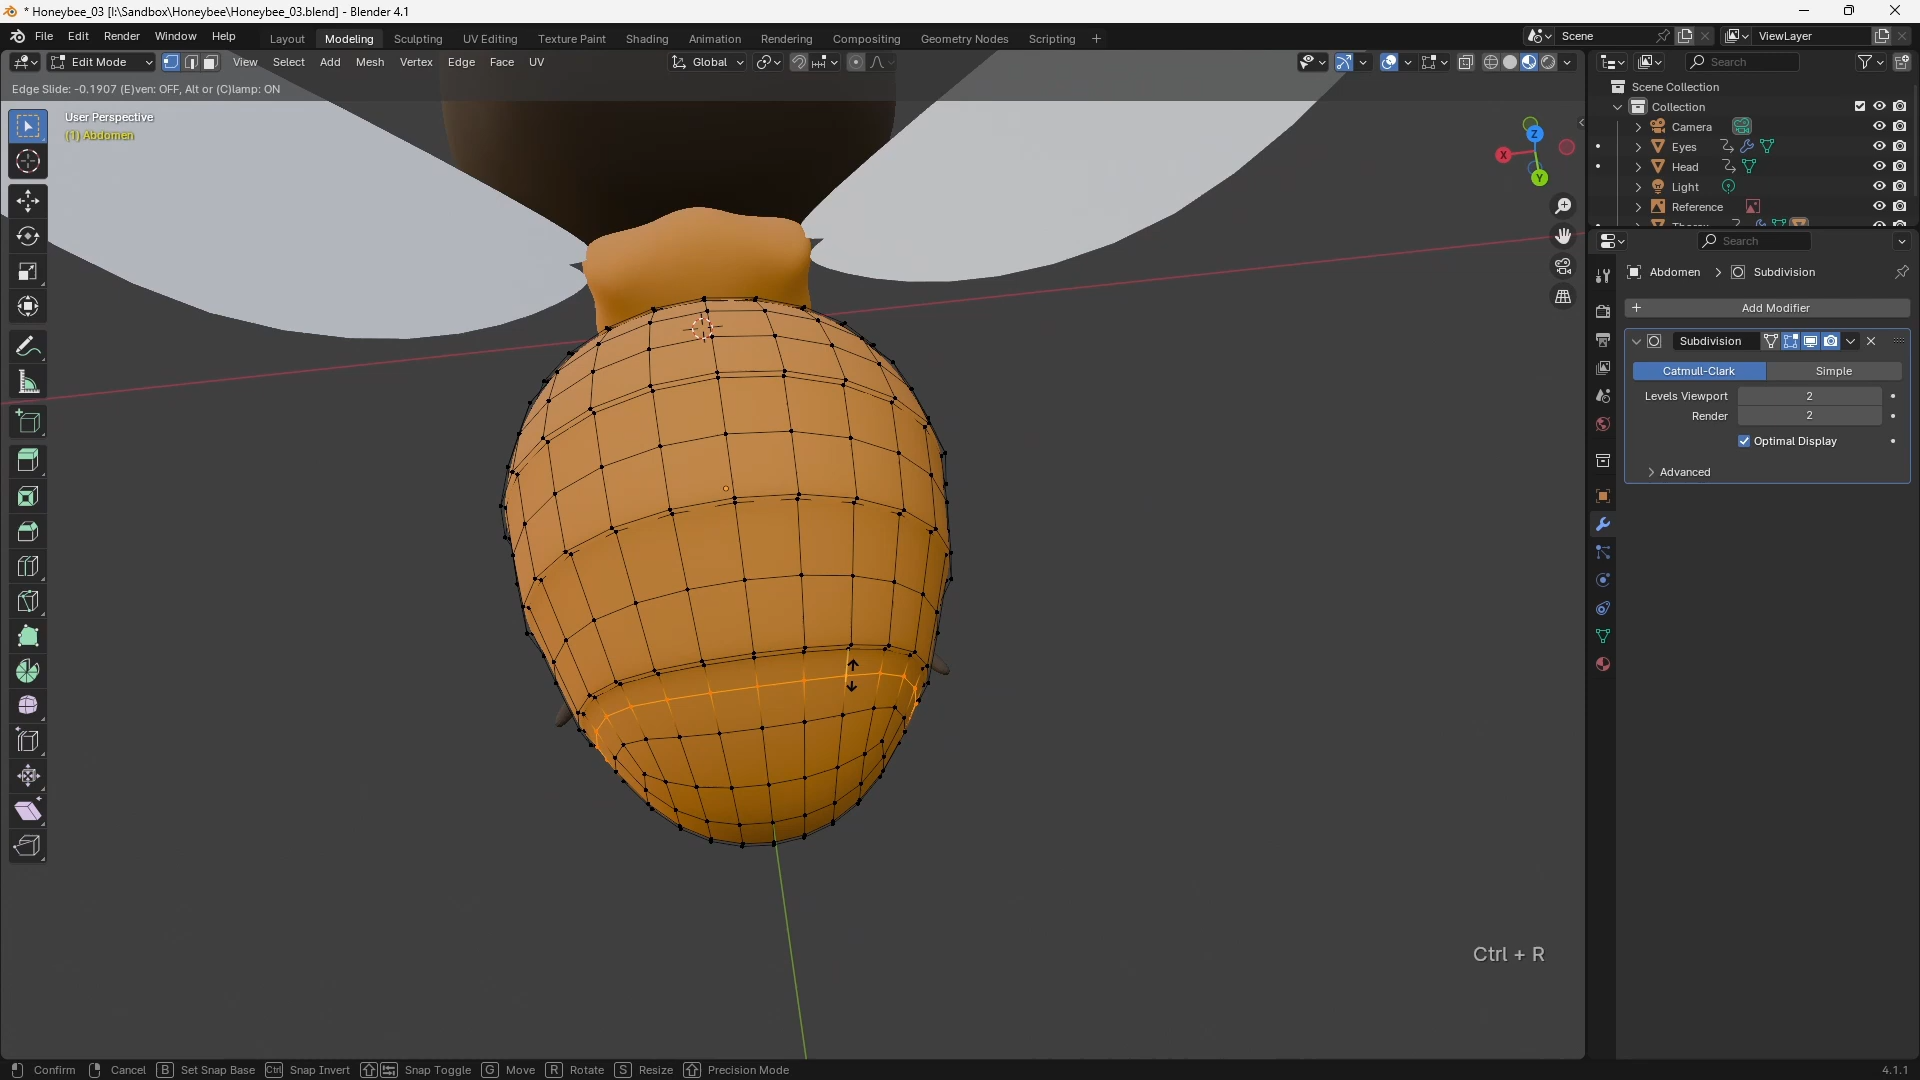 * Honeybee_03 [I:\Sandbox\Honeybee\Honeybee_03.blend] - Blender 4.1
File Edit Render Window Help Layout Modeling Sculpting UV Editing Texture Paint Shading Animation Rendering Compositing Geometry Nodes Scripting + Scene ViewLayer
Edit Mode View Select Add Mesh Vertex Edge Face UV Global Search
Edge Slide: -0.1907 (E)ven: OFF, Alt or (C)lamp: ON
Scene Collection
Collection
User Perspective
(1) Abdomen
Camera
Z
X
Y
Eyes
Head
Light
Reference
Search
Abdomen > Subdivision
+ Add Modifier
Subdivision
Catmull-Clark Simple
Levels Viewport 2
Render 2
Optimal Display
Advanced
Ctrl + R
Confirm Cancel B Set Snap Base Ctrl Snap Invert Snap Toggle G Move R Rotate S Resize Precision Mode 4.1.1